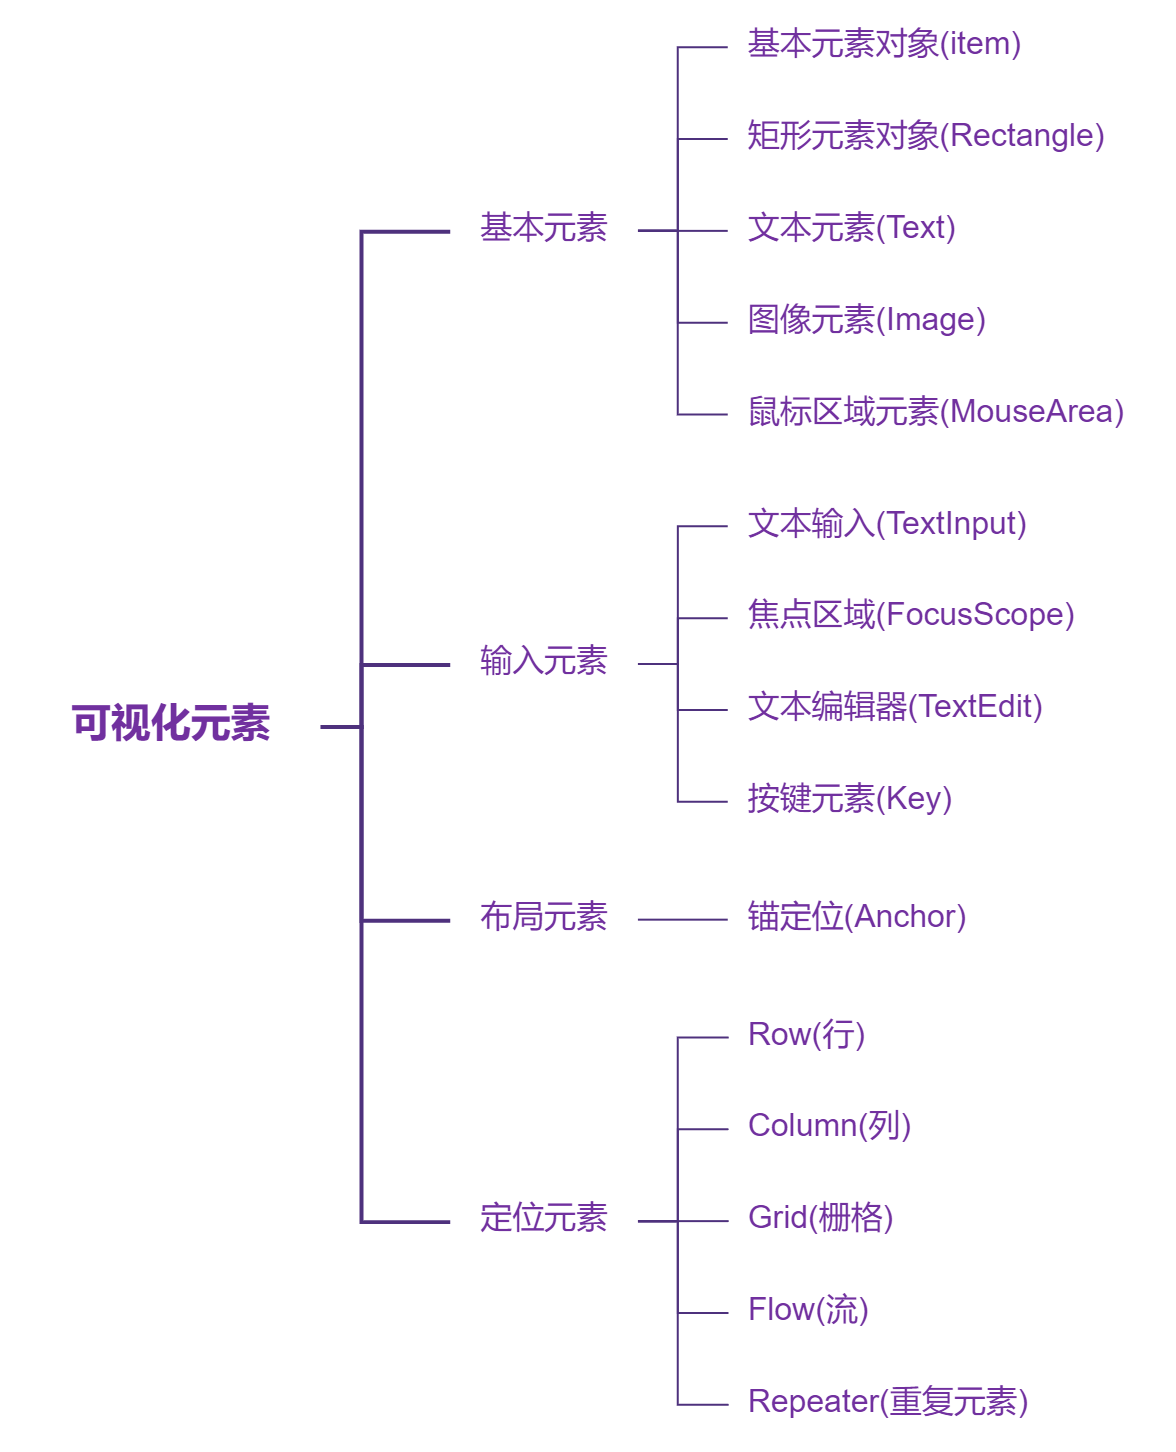 可视化元素
基本元素
基本元素对象(item)
矩形元素对象(Rectangle)
文本元素(Text)
图像元素(Image)
鼠标区域元素(MouseArea)
输入元素
文本输入(TextInput)
焦点区域(FocusScope)
文本编辑器(TextEdit)
按键元素(Key)
布局元素
锚定位(Anchor)
定位元素
Row(行)
Column(列)
Grid(栅格)
Flow(流)
Repeater(重复元素)